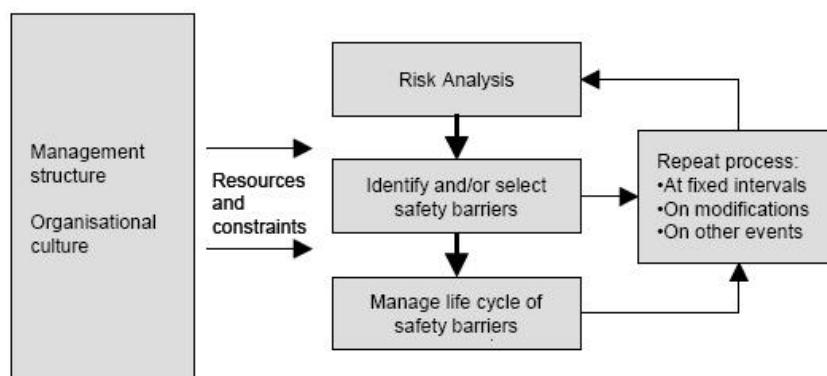 Management
structure
Organisational
culture
Resources
and
constraints
Risk Analysis
Identify and/or select
safety barriers
Manage life cycle of
safety barriers
Repeat process:
•At fixed intervals
•On modifications
•On other events